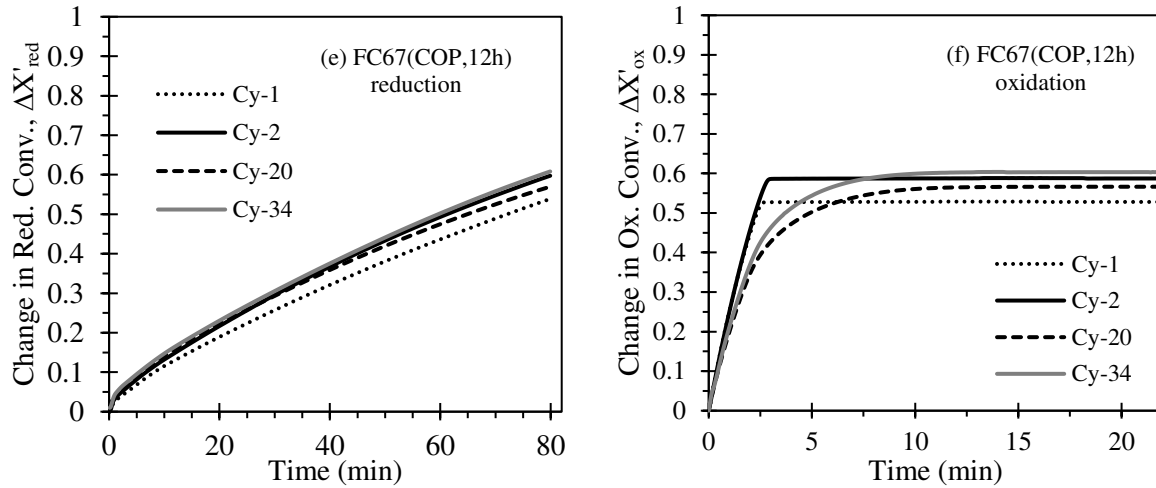 Change in Red. Conv., ΔX'red
1
0.9
0.8
0.7
0.6
0.5
0.4
0.3
0.2
0.1
0
(e) FC67(COP,12h)
reduction
Cy-1
Cy-2
Cy-20
Cy-34
0 20 40 60 80
Time (min)
Change in Ox. Conv., ΔX'ox
1
0.9
0.8
0.7
0.6
0.5
0.4
0.3
0.2
0.1
0
(f) FC67(COP,12h)
oxidation
Cy-1
Cy-2
Cy-20
Cy-34
0 5 10 15 20
Time (min)